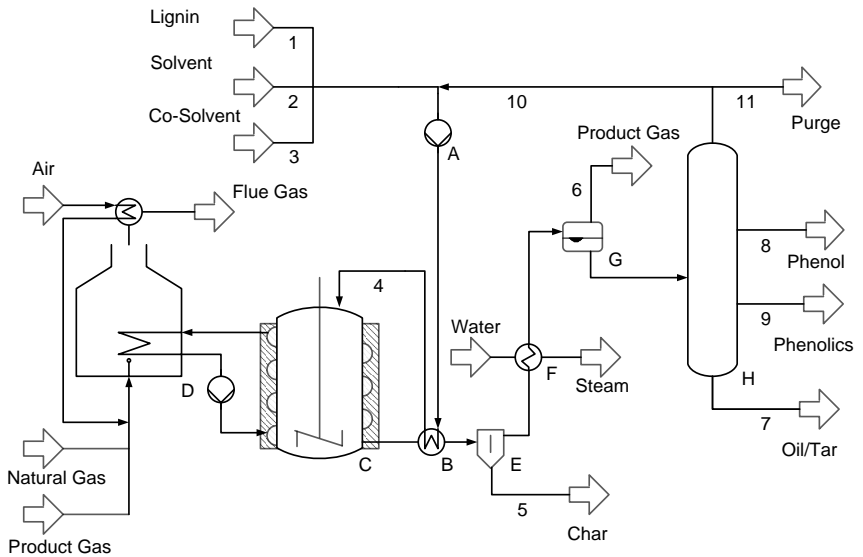 Lignin
1
Solvent
2
10
11
Co-Solvent
Purge
3
A
Product Gas
Air
6
Flue Gas
8
G
Phenol
4
9
Water
Phenolics
F
H
D
Steam
7
C
B
E
Oil/Tar
Natural Gas
5
Char
Product Gas